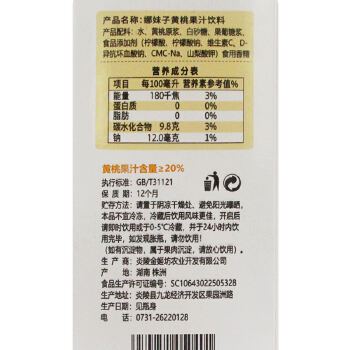 产品名称：娜妹子黄桃果汁饮料
产品配料：水、黄桃原浆、白砂糖、果葡糖浆、
食品添加剂（柠檬酸、柠檬酸钠、维生素C、D-
异抗坏血酸钠、CMC-Na、山梨酸钾）食用香精
营养成分表
项目 每100毫升 营养素参考值%
能量 180千焦 3%
蛋白质 0 0%
脂肪 0 0%
碳水化合物 9.8克 3%
钠 12.0毫克 1%
黄桃果汁含量≥20%
执行标准：GB/T31121
保质期：12个月
贮存方法：请置于阴凉干燥处、避免阳光曝晒。
本品不宜冷冻，冷藏后饮用风味更佳，开启后
请即时饮用或于0-5℃冷藏，并于24小时内饮
用完毕，如发现胀瓶，请勿饮用！
（如有沉淀物，属于果肉沉淀，请放心饮用）。
生产商：炎陵金姬坊农业开发有限公司
产地：湖南 株洲
食品生产许可证编号：SC10643022505328
生产地址：炎陵县九龙经济开发区果园洲路
生产日期：见瓶身
电话：0731-26220128